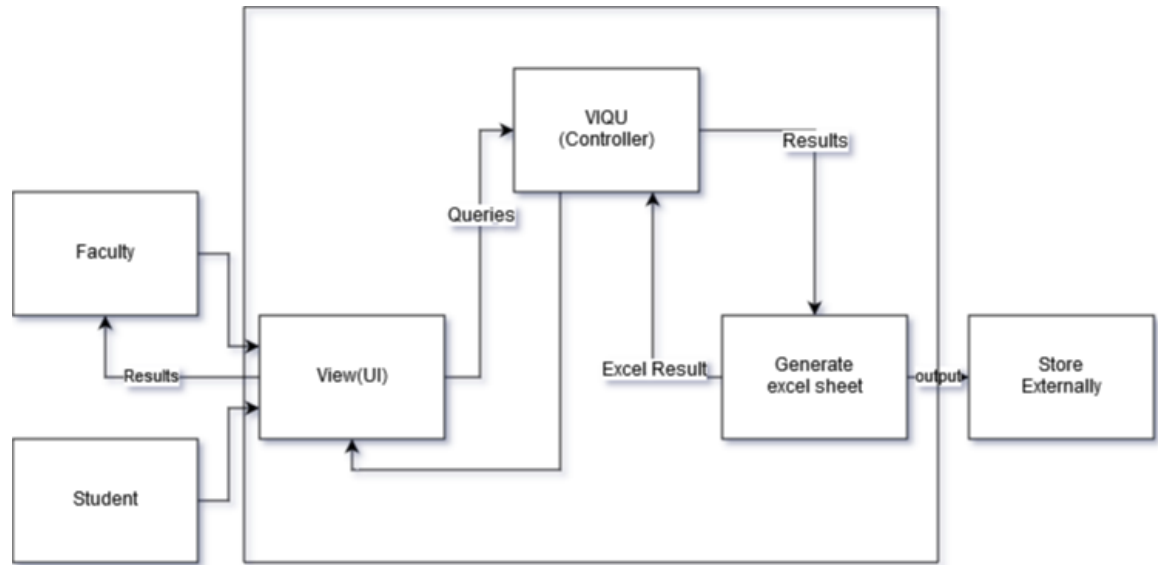 VIQU
(Controller)
Results
Queries
Faculty
View(UI)
Results
Excel Result
Generate
excel sheet
output
Store
Externally
Student